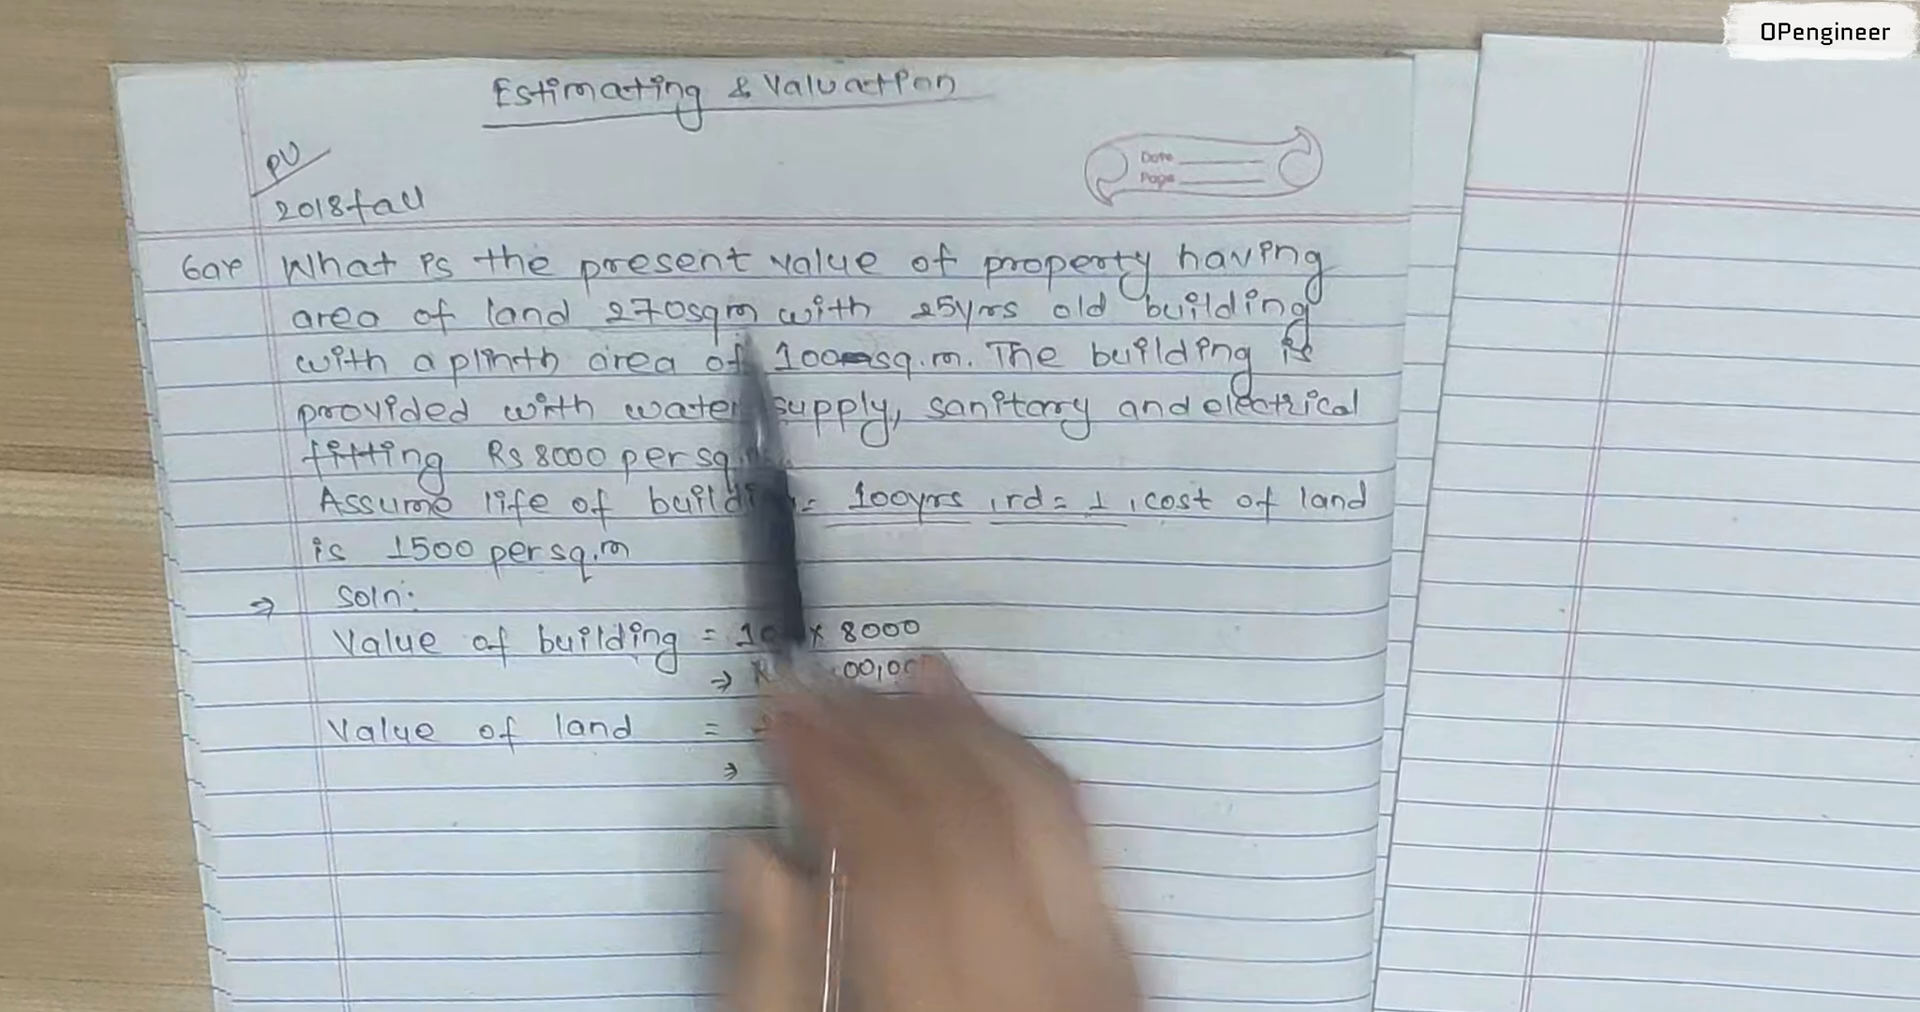 OPengineer
Estimating & Valuation
PU
2018 fall
Date
Page
What is the present value of property having
area of land 270sqm with 25yrs old building
with a plinth area of 100 sq.m. The building is
provided with water supply, sanitary and electrical
fitting Rs 8000 per sq.
Assume life of build = 100yrs , rd = 1 , cost of land
is 1500 per sq.m
⇒ Soln:
Value of building = × 8000
⇒
Value of land =
⇒